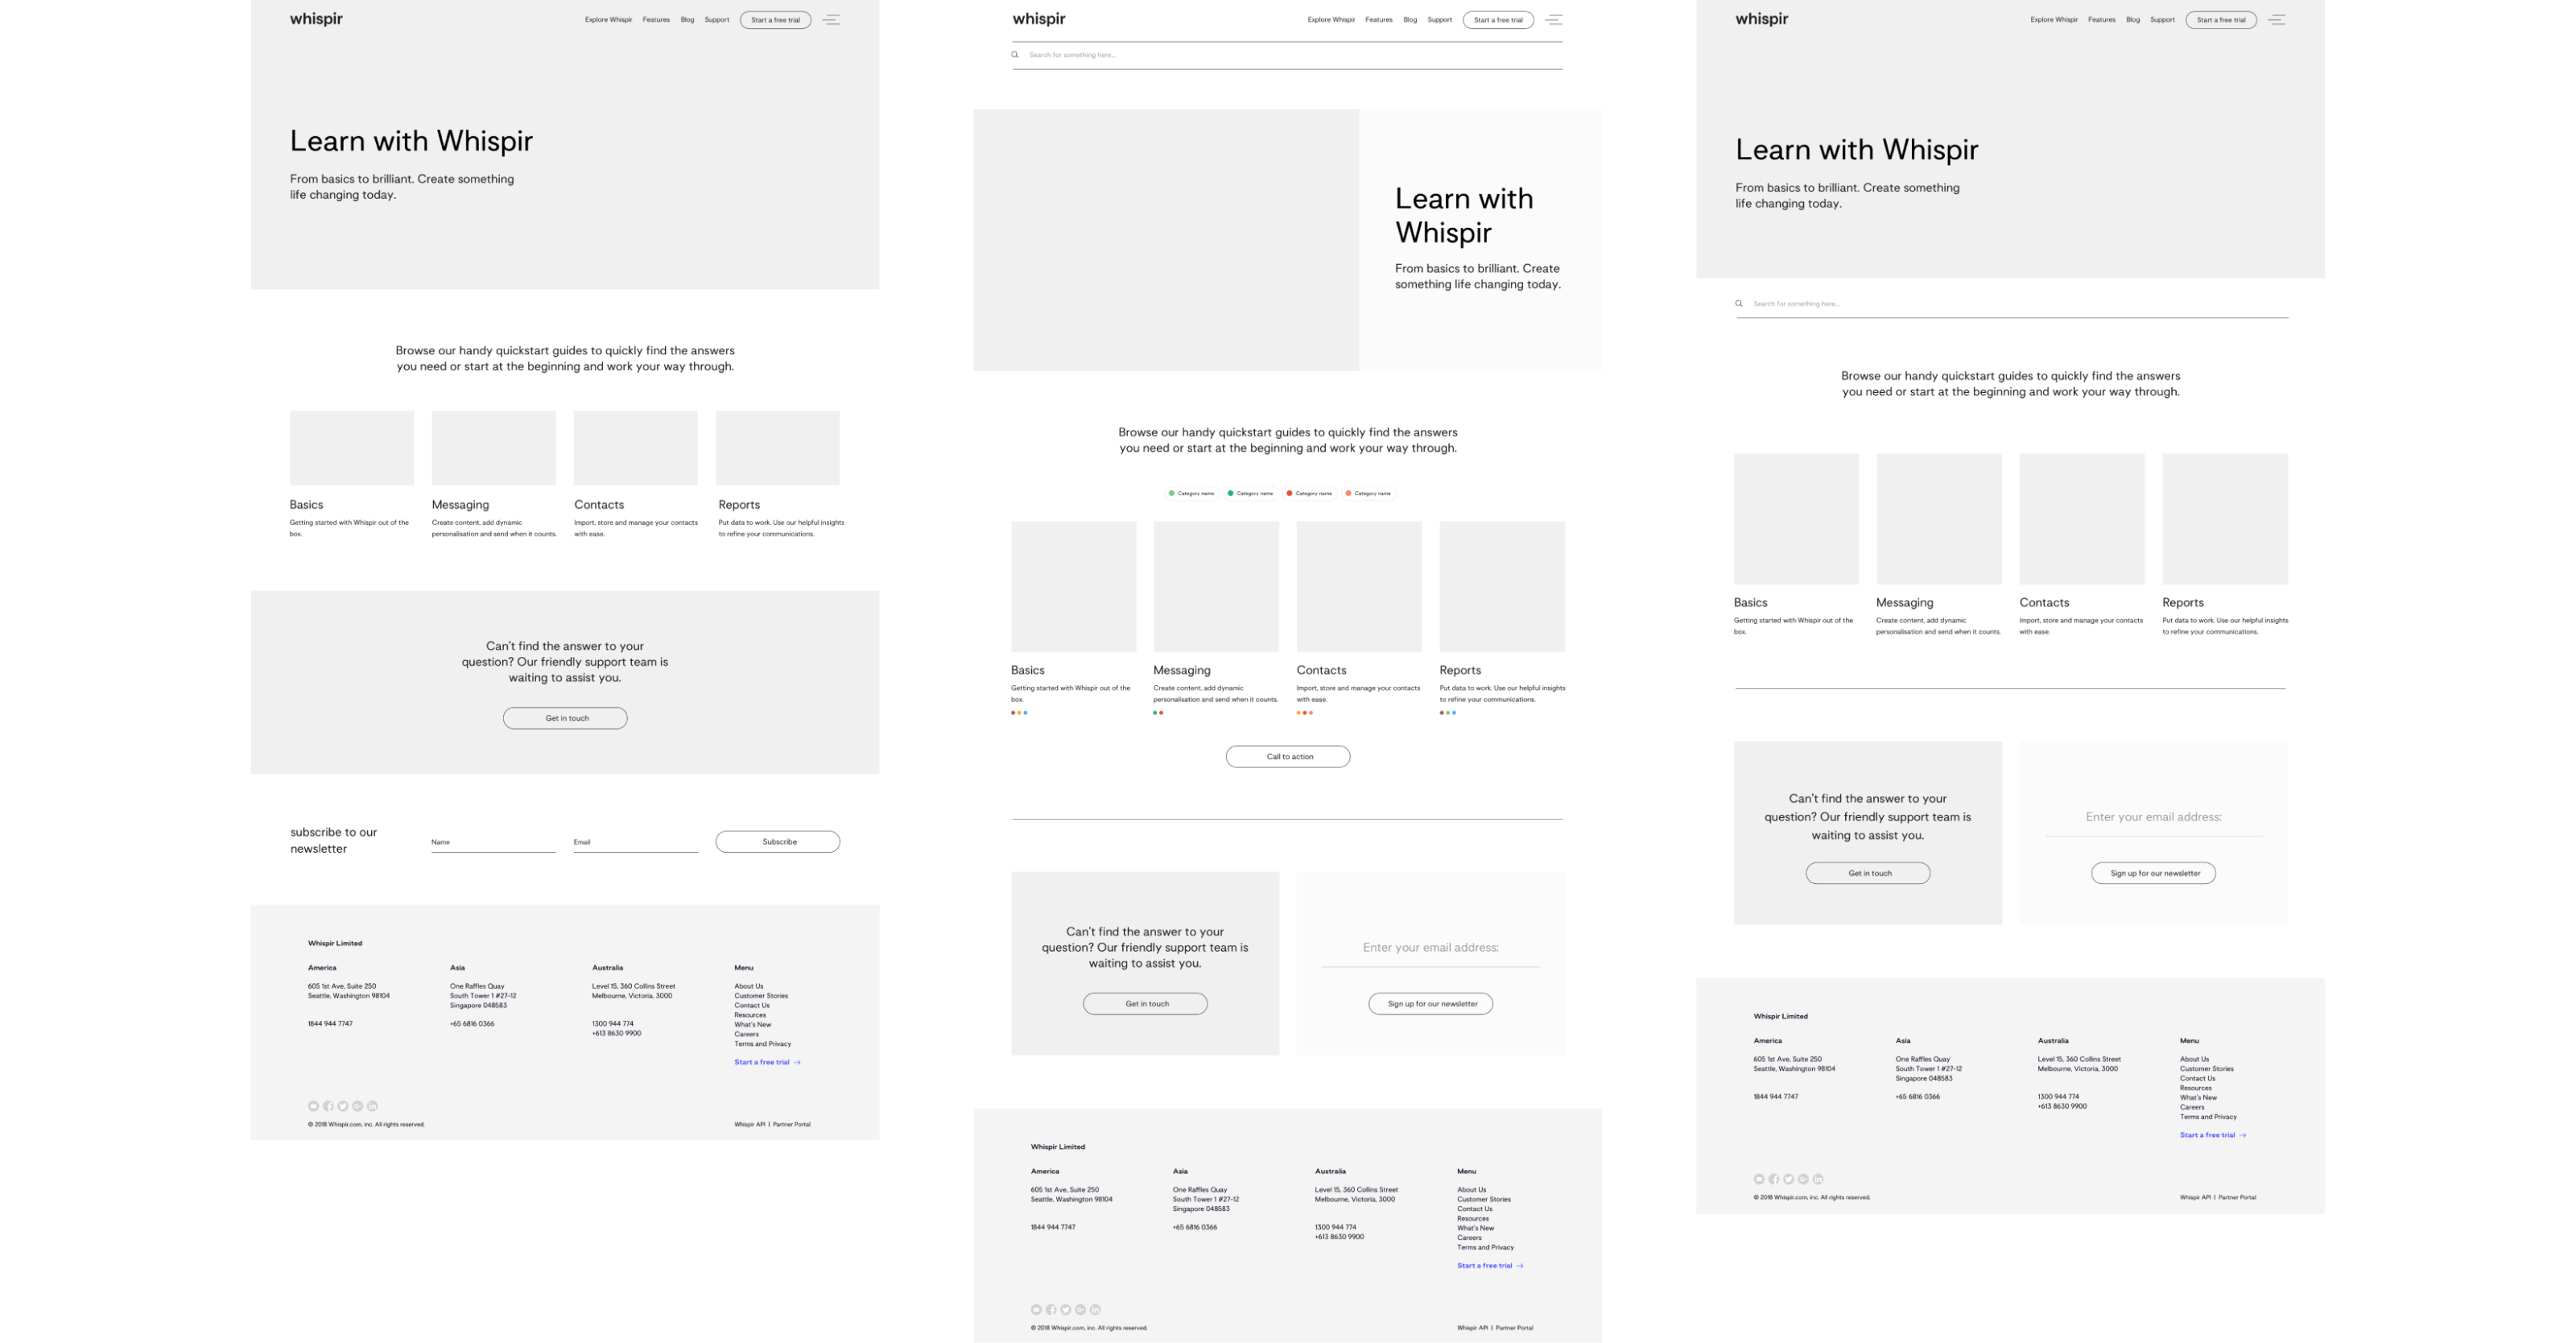 whispir
Explore Whispir Features Blog Support Start a free trial
Learn with Whispir
From basics to brilliant. Create something
life changing today.
Browse our handy quickstart guides to quickly find the answers
you need or start at the beginning and work your way through.
Basics
Getting started with Whispir out of the
box.
Messaging
Create content, add dynamic
personalisation and send when it counts.
Contacts
Import, store and manage your contacts
with ease.
Reports
Put data to work. Use our helpful insights
to refine your communications.
Can't find the answer to your
question? Our friendly support team is
waiting to assist you.
Get in touch
subscribe to our
newsletter
Name
Email
Subscribe
Whispir Limited
America
605 1st Ave, Suite 250
Seattle, Washington 98104
1844 944 7747
Asia
One Raffles Quay
South Tower 1 #27-12
Singapore 048583
+65 6816 0366
Australia
Level 15, 360 Collins Street
Melbourne, Victoria, 3000
1300 944 774
+613 8630 9900
Menu
About Us
Customer Stories
Contact Us
Resources
What's New
Careers
Terms and Privacy
Start a free trial →
© 2018 Whispir.com, inc. All rights reserved.
Whispir API | Partner Portal
whispir
Explore Whispir Features Blog Support Start a free trial
Search for something here...
Learn with
Whispir
From basics to brilliant. Create
something life changing today.
Browse our handy quickstart guides to quickly find the answers
you need or start at the beginning and work your way through.
Category name Category name Category name Category name
Basics
Getting started with Whispir out of the
box.
Messaging
Create content, add dynamic
personalisation and send when it counts.
Contacts
Import, store and manage your contacts
with ease.
Reports
Put data to work. Use our helpful insights
to refine your communications.
Call to action
Can't find the answer to your
question? Our friendly support team is
waiting to assist you.
Get in touch
Enter your email address:
Sign up for our newsletter
Whispir Limited
America
605 1st Ave, Suite 250
Seattle, Washington 98104
1844 944 7747
Asia
One Raffles Quay
South Tower 1 #27-12
Singapore 048583
+65 6816 0366
Australia
Level 15, 360 Collins Street
Melbourne, Victoria, 3000
1300 944 774
+613 8630 9900
Menu
About Us
Customer Stories
Contact Us
Resources
What's New
Careers
Terms and Privacy
Start a free trial →
© 2018 Whispir.com, inc. All rights reserved.
Whispir API | Partner Portal
whispir
Explore Whispir Features Blog Support Start a free trial
Learn with Whispir
From basics to brilliant. Create something
life changing today.
Search for something here...
Browse our handy quickstart guides to quickly find the answers
you need or start at the beginning and work your way through.
Basics
Getting started with Whispir out of the
box.
Messaging
Create content, add dynamic
personalisation and send when it counts.
Contacts
Import, store and manage your contacts
with ease.
Reports
Put data to work. Use our helpful insights
to refine your communications.
Can't find the answer to your
question? Our friendly support team is
waiting to assist you.
Get in touch
Enter your email address:
Sign up for our newsletter
Whispir Limited
America
605 1st Ave, Suite 250
Seattle, Washington 98104
1844 944 7747
Asia
One Raffles Quay
South Tower 1 #27-12
Singapore 048583
+65 6816 0366
Australia
Level 15, 360 Collins Street
Melbourne, Victoria, 3000
1300 944 774
+613 8630 9900
Menu
About Us
Customer Stories
Contact Us
Resources
What's New
Careers
Terms and Privacy
Start a free trial →
© 2018 Whispir.com, inc. All rights reserved.
Whispir API | Partner Portal